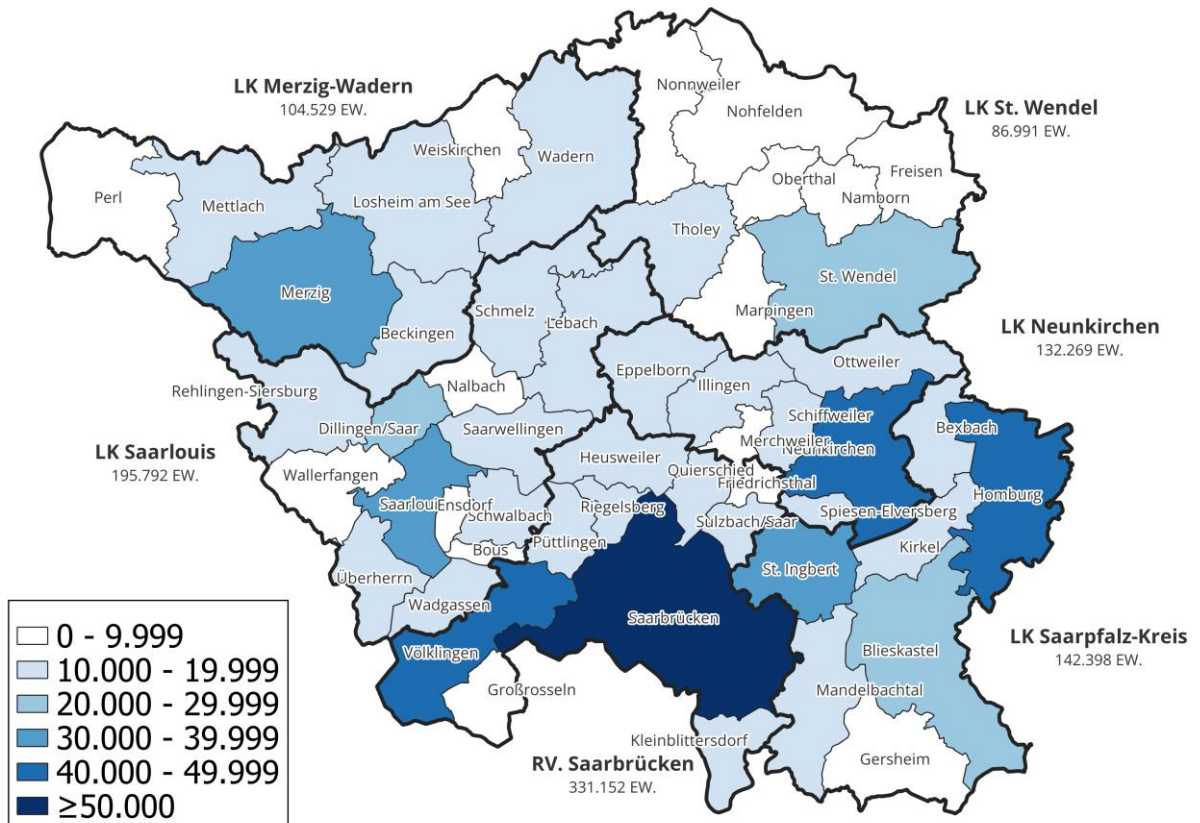 LK Merzig-Wadern
104.529 EW.
Nonnweiler
Nohfelden
LK St. Wendel
86.991 EW.
Weiskirchen
Wadern
Perl
Mettlach
Losheim am See
Oberthal
Freisen
Namborn
Tholey
St. Wendel
Merzig
Schmelz
Lebach
Marpingen
Beckingen
LK Neunkirchen
132.269 EW.
Rehlingen-Siersburg
Nalbach
Eppelborn
Illingen
Ottweiler
Dillingen/Saar
Saarwellingen
Schiffweiler
Bexbach
LK Saarlouis
195.792 EW.
Wallerfangen
Heusweiler
Merchweiler
Neunkirchen
Quierschied
Friedrichsthal
Homburg
Saarloui
Ensdorf
Schwalbach
Riegelsberg
Sulzbach/Saar
Spiesen-Elversberg
Bous
Püttlingen
Kirkel
Überherrn
St. Ingbert
Wadgassen
Saarbrücken
Völklingen
Blieskastel
LK Saarpfalz-Kreis
142.398 EW.
Großrosseln
Mandelbachtal
Kleinblittersdorf
Gersheim
RV. Saarbrücken
331.152 EW.
0 - 9.999
10.000 - 19.999
20.000 - 29.999
30.000 - 39.999
40.000 - 49.999
≥50.000